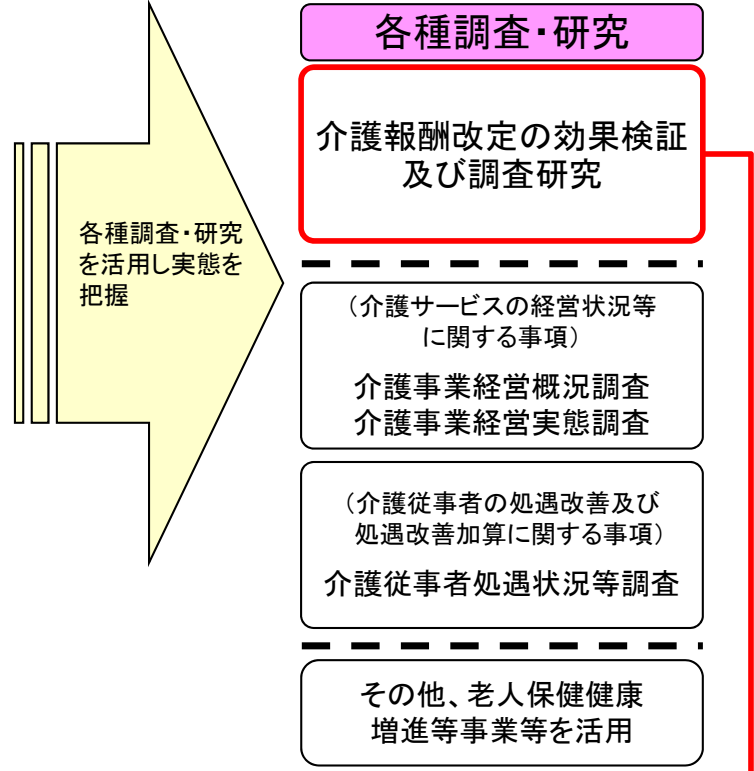 各種調査・研究
介護報酬改定の効果検証
及び調査研究
各種調査・研究
を活用し実態を
把握
（介護サービスの経営状況等
に関する事項）
介護事業経営概況調査
介護事業経営実態調査
（介護従事者の処遇改善及び
処遇改善加算に関する事項）
介護従事者処遇状況等調査
その他、老人保健健康
増進等事業等を活用